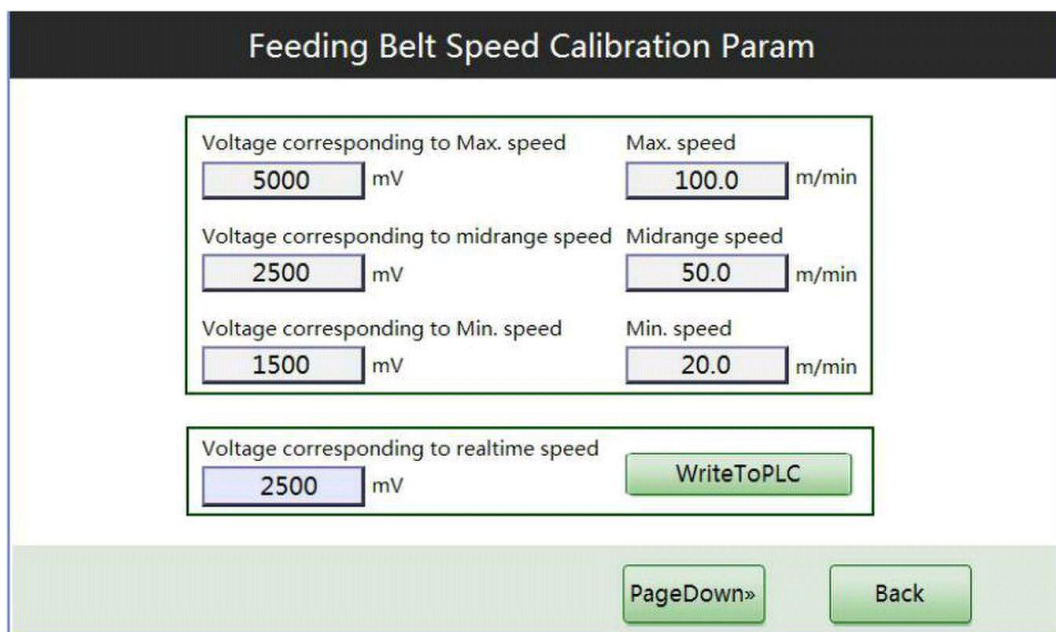 Feeding Belt Speed Calibration Param
Voltage corresponding to Max. speed Max. speed
5000 mV 100.0 m/min
Voltage corresponding to midrange speed Midrange speed
2500 mV 50.0 m/min
Voltage corresponding to Min. speed Min. speed
1500 mV 20.0 m/min
Voltage corresponding to realtime speed
2500 mV WriteToPLC
PageDown» Back